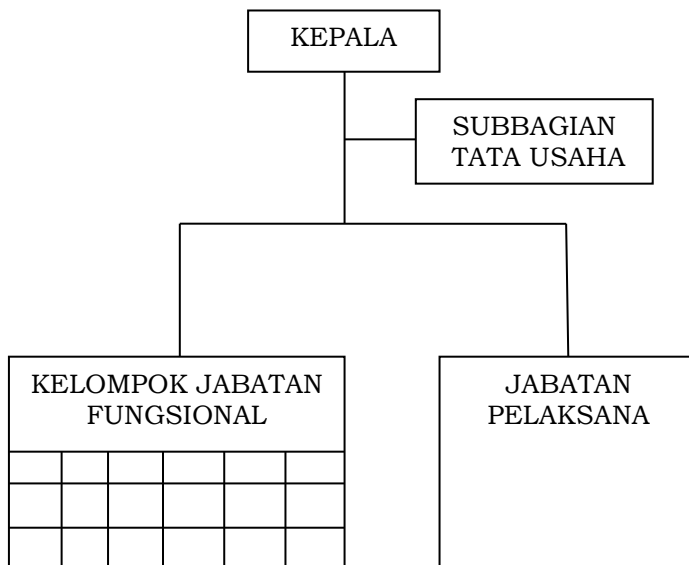 KEPALA
SUBBAGIAN
TATA USAHA
KELOMPOK JABATAN
FUNGSIONAL
JABATAN
PELAKSANA